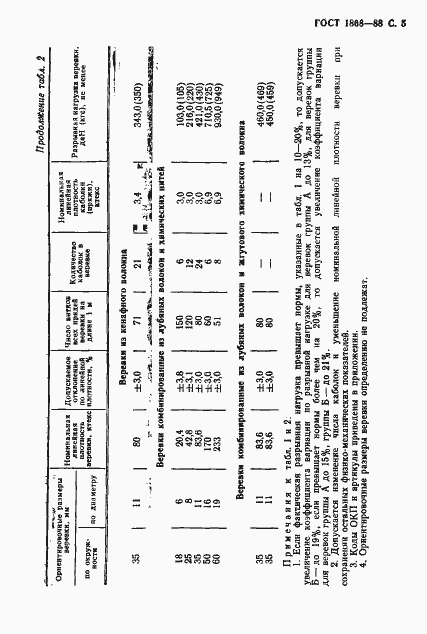 ГОСТ 1868—88 С. 5
Продолжение табл. 2
Ориентировочные размеры веревки, мм
по окружности
по диаметру
Номинальная линейная плотность веревки, ктекс
Допускаемое отклонение по линейной плотности, %
Число витков всех прядей веревки на длине 1 м
Количество каболок в веревке
Номинальная линейная плотность каболки (пряжи), ктекс
Разрывная нагрузка веревки, даН (кгс), не менее
Веревки из кенафного волокна
35 11 80 ±3,0 71 21 3,4 343,0(350)
Веревки комбинированные из лубяных волокон и химических нитей
18 6 20,4 ±3,8 150 6 3,0 103,0(105)
25 8 42,8 ±3,1 120 12 3,0 216,0(220)
35 11 83,6 ±3,0 80 24 3,0 421,0(430)
50 16 170 ±3,0 60 6 6,9 710,5(725)
60 19 233 ±3,0 51 8 6,9 930,0(949)
Веревки комбинированные из лубяных волокон и жгутового химического волокна
35 11 83,6 ±3,0 80 — — 460,0(469)
35 11 83,6 ±3,0 80 — — 450,0(459)
Примечания к табл. 1 и 2.
1. Если фактическая разрывная нагрузка превышает нормы, указанные в табл. 1 на 10—20%, то допускается
увеличение коэффициента вариации по разрывной нагрузке для веревок группы А до 13%, для веревок группы
Б — до 19%, если превышает нормы более чем на 20%, то допускается увеличение коэффициента вариации
для веревок группы А до 15%, группы Б — до 21%.
2. Допускается изменение числа каболок и уменьшение номинальной линейной плотности веревки при
сохранении остальных физико-механических показателей.
3. Коды ОКП и артикулы приведены в приложении.
4. Ориентировочные размеры веревки определению не подлежат.